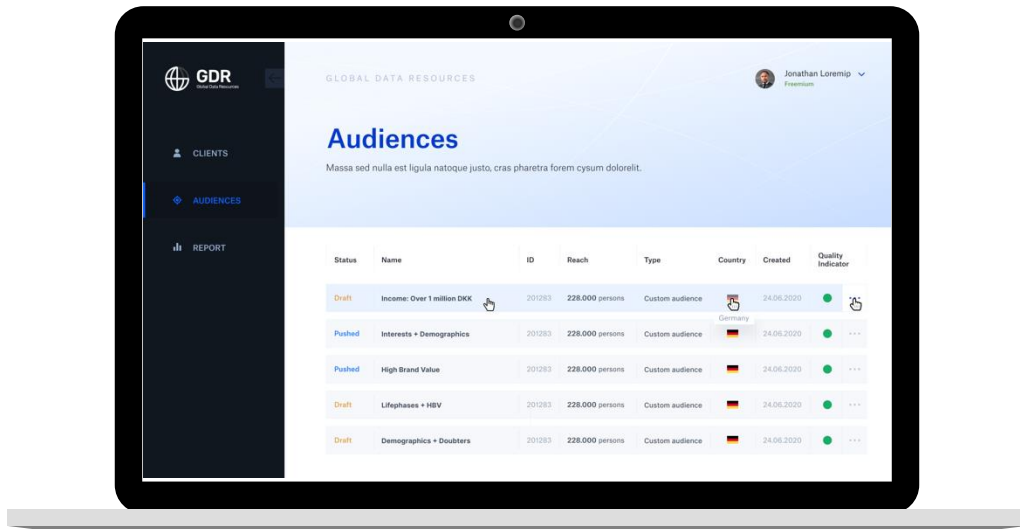 GDR
Global Data Resources
GLOBAL DATA RESOURCES
Jonathan Loremip
Freemium
CLIENTS
AUDIENCES
REPORT
Audiences
Massa sed nulla est ligula natoque justo, cras pharetra forem cysum dolorelit.
Status Name ID Reach Type Country Created Quality Indicator
Draft Income: Over 1 million DKK 201283 228.000 persons Custom audience 24.06.2020
Germany
Pushed Interests + Demographics 201283 228.000 persons Custom audience 24.06.2020
Pushed High Brand Value 201283 228.000 persons Custom audience 24.06.2020
Draft Lifephases + HBV 201283 228.000 persons Custom audience 24.06.2020
Draft Demographics + Doubters 201283 228.000 persons Custom audience 24.06.2020